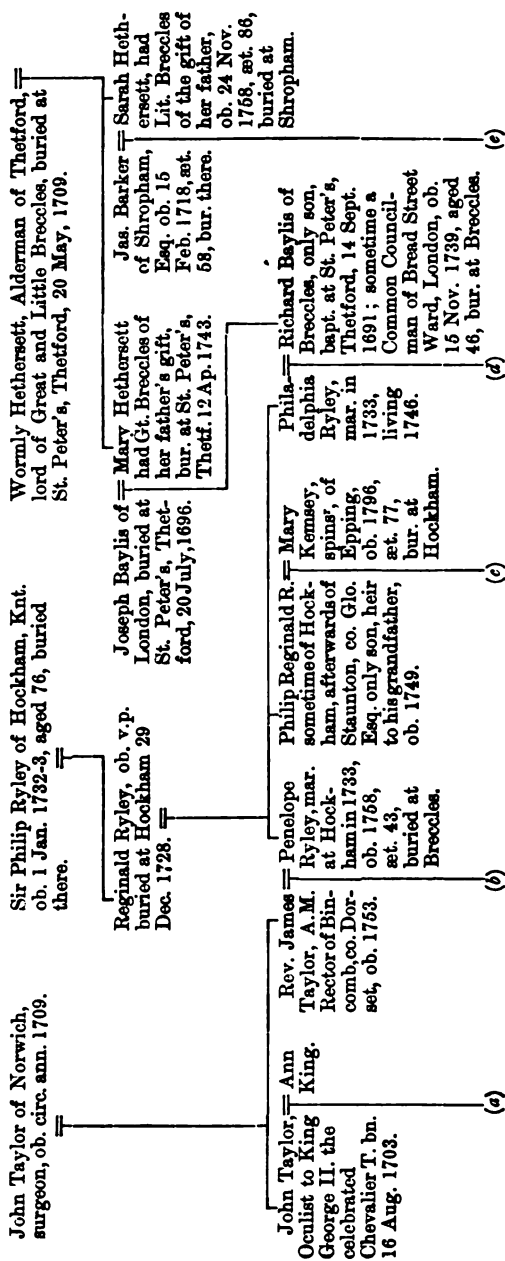 John Taylor of Norwich,
surgeon, ob. circ. ann. 1709.
Sir Philip Ryley of Hockham, Knt.
ob. 1 Jan. 1732-3, aged 76, buried
there.
Wormly Hethersett, Alderman of Thetford,
lord of Great and Little Breccles, buried at
St. Peter's, Thetford, 20 May, 1709.
Reginald Ryley, ob. v.p.
buried at Hockham 29
Dec. 1728.
Joseph Baylis of
London, buried at
St. Peter's, Thet-
ford, 20 July, 1696.
Mary Hethersett
had Gt. Breccles of
her father's gift,
bur. at St. Peter's,
Thetf. 12 Ap. 1743.
Jas. Barker
of Shropham,
Esq. ob. 15
Feb. 1718, æt.
58, bur. there.
Sarah Heth-
ersett, had
Lit. Breccles
of the gift of
her father,
ob. 24 Nov.
1758, æt. 86,
buried at
Shropham.
John Taylor,
Oculist to King
George II. the
celebrated
Chevalier T. bn.
16 Aug. 1703.
Ann
King.
Rev. James
Taylor, A.M.
Rector of Bin-
comb, co. Dor-
set, ob. 1753.
Penelope
Ryley, mar.
at Hock-
ham in 1733,
ob. 1758,
æt. 43,
buried at
Breccles.
Philip Reginald R.
sometime of Hock-
ham, afterwards of
Staunton, co. Glo.
Esq. only son, heir
to his grandfather,
ob. 1749.
Mary
Kemsey,
spinsr, of
Epping,
ob. 1796,
æt. 77,
bur. at
Hockham.
Phila-
delphia
Ryley,
mar. in
1733,
living
1746.
Richard Baylis of
Breccles, only son,
bapt. at St. Peter's,
Thetford, 14 Sept.
1691; sometime a
Common Council-
man of Bread Street
Ward, London, ob.
15 Nov. 1739, aged
46, bur. at Breccles.
(a)
(b)
(c)
(d)
(e)